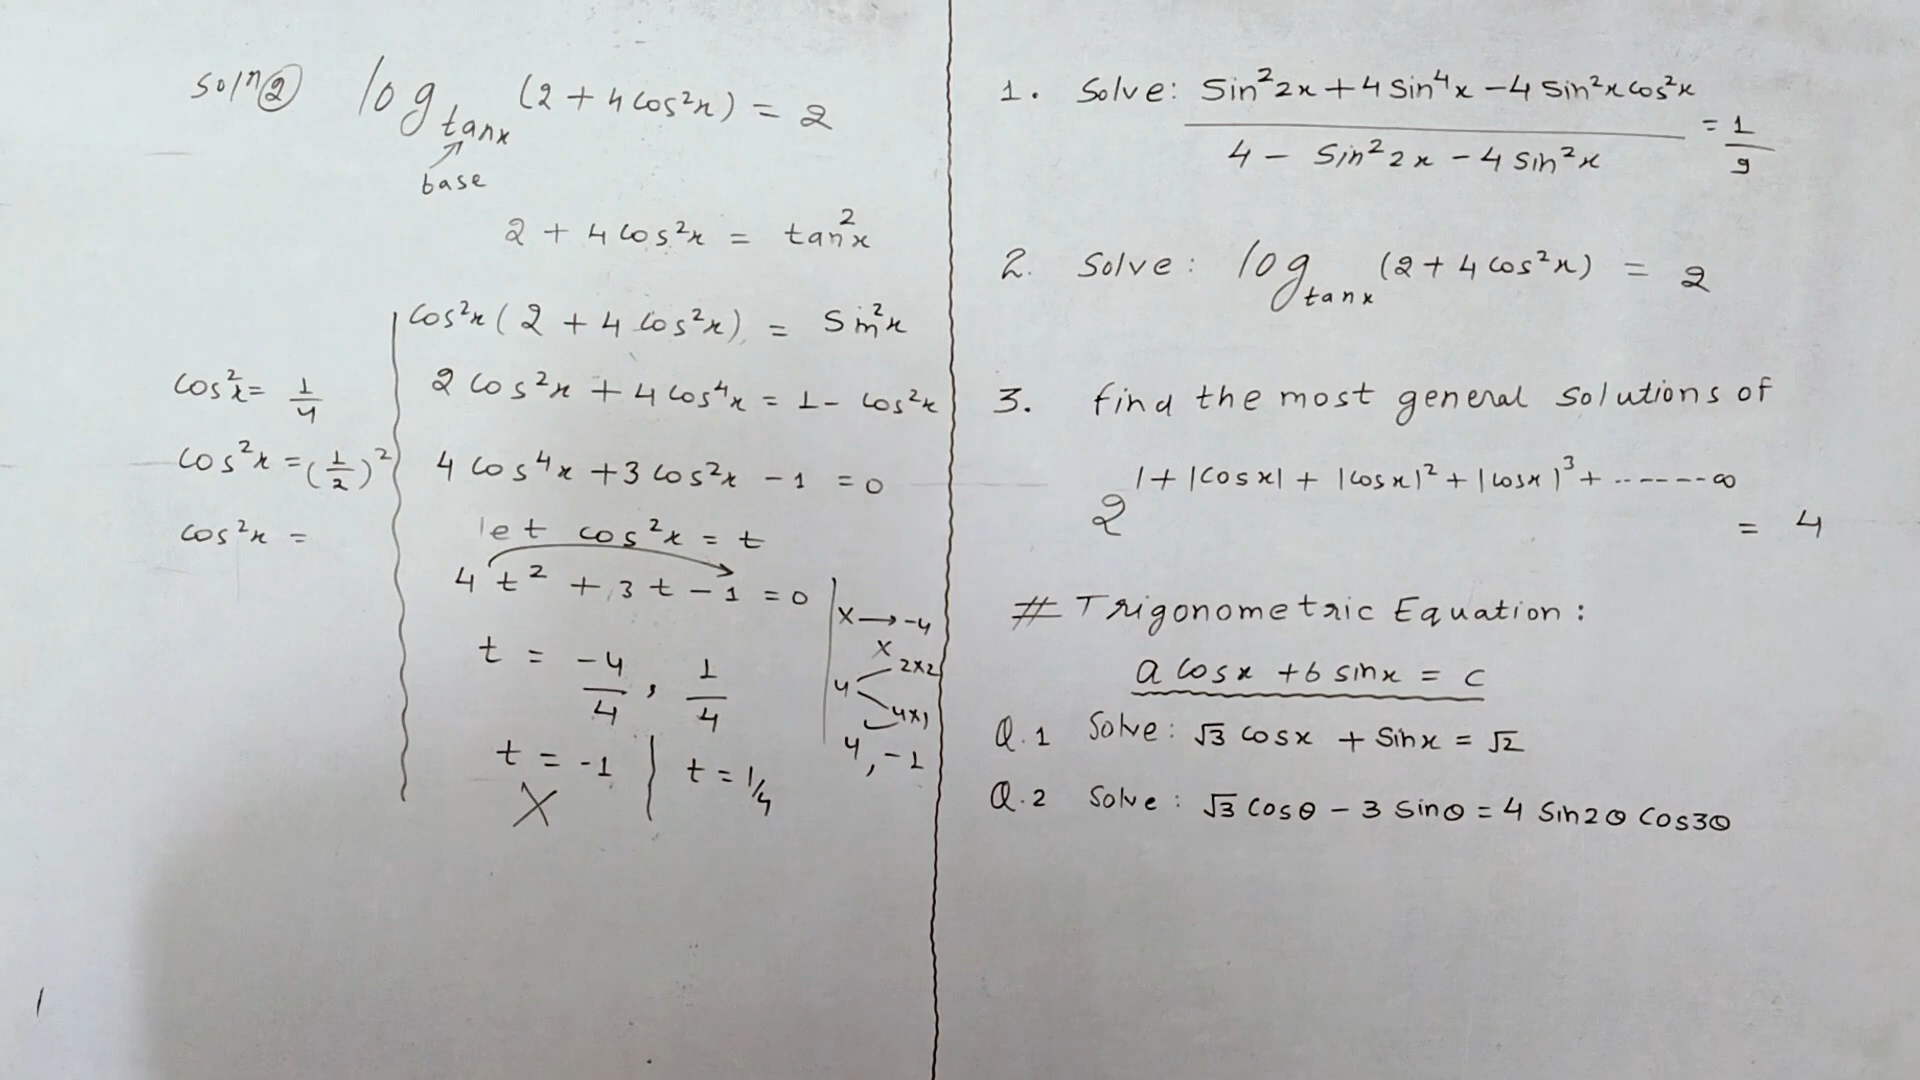 Soln ② log_tanx (2 + 4cos²x) = 2
base
2 + 4cos²x = tan²x
cos²x (2 + 4cos²x) = Sin²x
2cos²x + 4cos⁴x = 1 - cos²x
4cos⁴x + 3cos²x - 1 = 0
let cos²x = t
4t² + 3t - 1 = 0
t = -4/4, 1/4
t = -1 | t = 1/4
X
cos²x = 1/4
cos²x = (1/2)²
cos²x =
x → -4
x
4 2x2
4x1
4, -1
1. Solve: (Sin²2x + 4Sin⁴x - 4Sin²x cos²x)/(4 - Sin²2x - 4Sin²x) = 1/9
2. Solve: log_tanx (2 + 4cos²x) = 2
3. find the most general solutions of
2^(1 + |cosx| + |cosx|² + |cosx|³ + ------- ∞) = 4
# Trigonometric Equation:
a cosx + b sinx = c
Q.1 Solve: √3 cosx + Sinx = √2
Q.2 Solve: √3 cosθ - 3 Sinθ = 4 Sin2θ Cos3θ